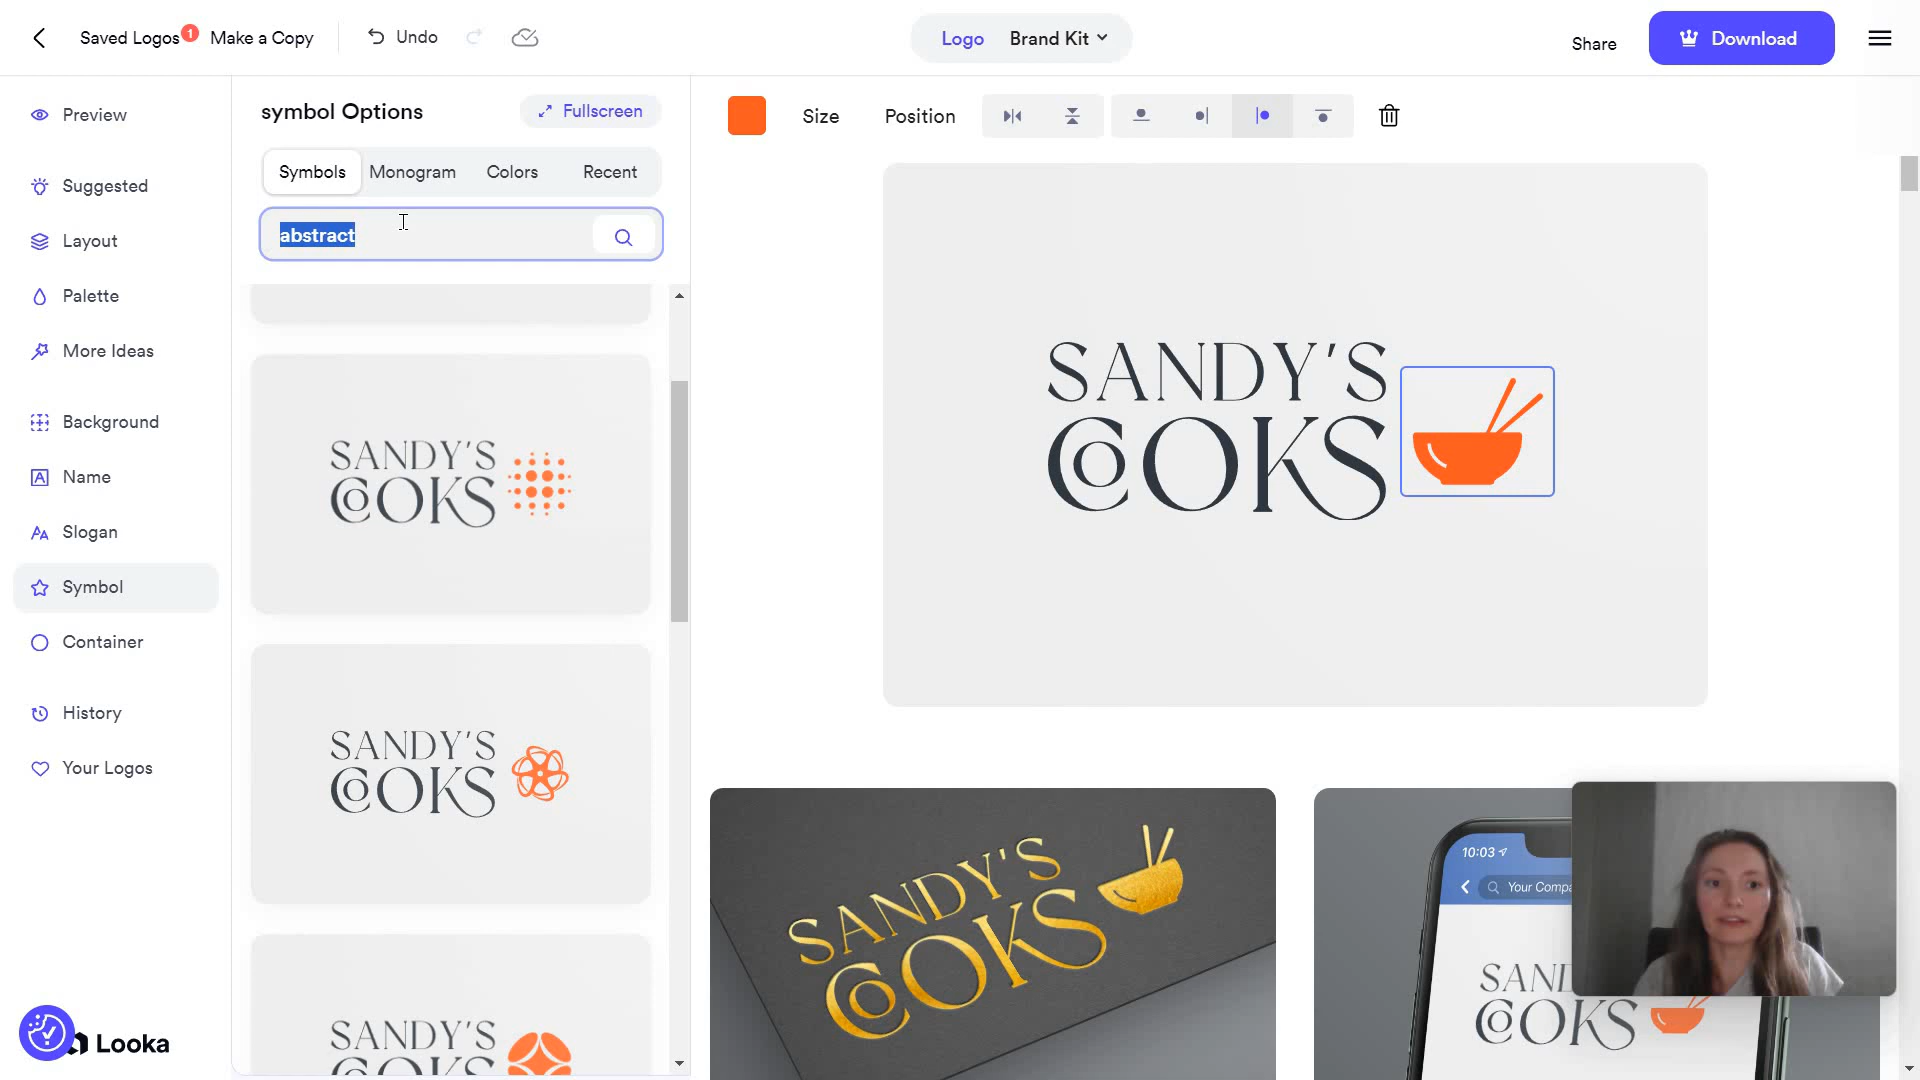 Saved Logos 1 Make a Copy Undo Logo Brand Kit Share Download
Preview
Suggested
Layout
Palette
More Ideas
Background
Name
Slogan
Symbol
Container
History
Your Logos
Looka
symbol Options Fullscreen
Symbols Monogram Colors Recent
abstract
SANDY'S
COOKS
SANDY'S
COOKS
SANDY'S
COOKS
Size Position
SANDY'S
COOKS
SANDY'S
COOKS
10:03
Your Compa
SAND
COOKS